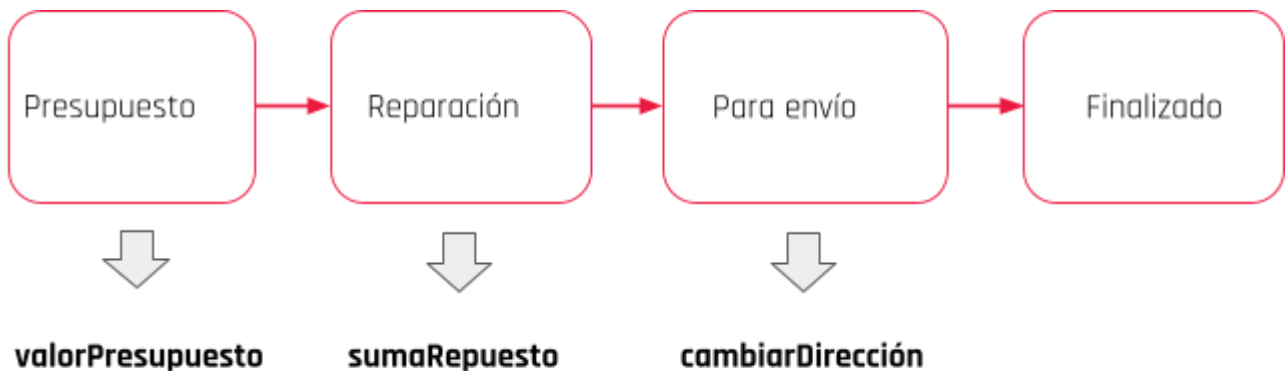 Presupuesto
Reparación
Para envío
Finalizado
valorPresupuesto
sumaRepuesto
cambiarDirección